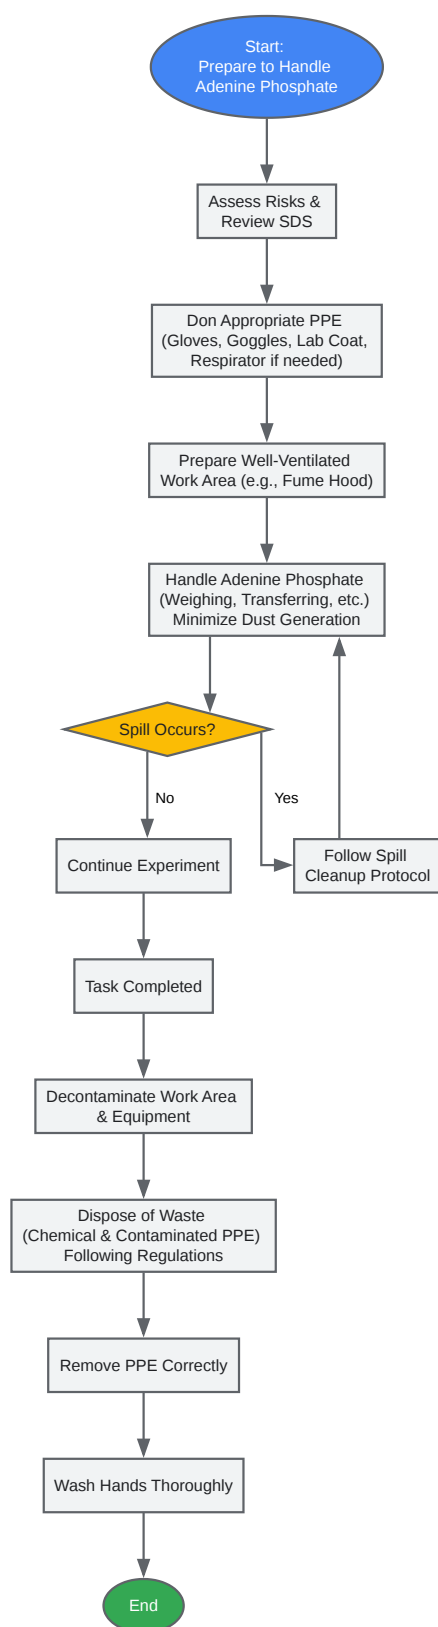 Start:
Prepare to Handle
Adenine Phosphate
Assess Risks &
Review SDS
Don Appropriate PPE
(Gloves, Goggles, Lab Coat,
Respirator if needed)
Prepare Well-Ventilated
Work Area (e.g., Fume Hood)
Handle Adenine Phosphate
(Weighing, Transferring, etc.)
Minimize Dust Generation
Spill Occurs?
No
Yes
Continue Experiment
Follow Spill
Cleanup Protocol
Task Completed
Decontaminate Work Area
& Equipment
Dispose of Waste
(Chemical & Contaminated PPE)
Following Regulations
Remove PPE Correctly
Wash Hands Thoroughly
End